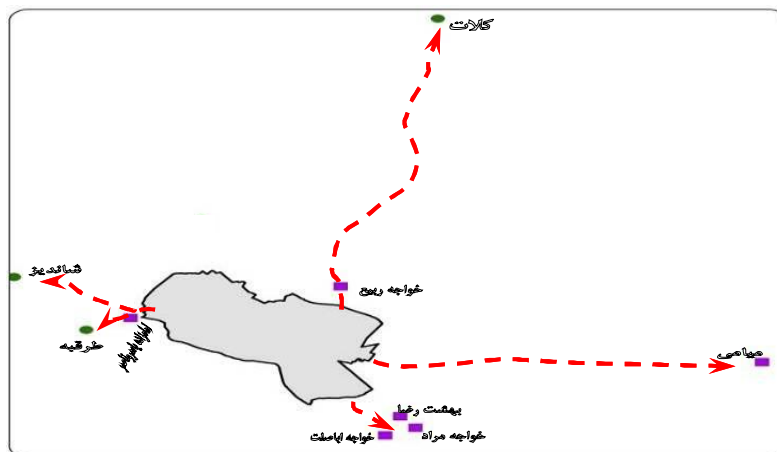 کلات
شاندیز
خواجه ربیع
طرقبه
میامی
بهشت رضا
خواجه مراد
خواجه اباصلت